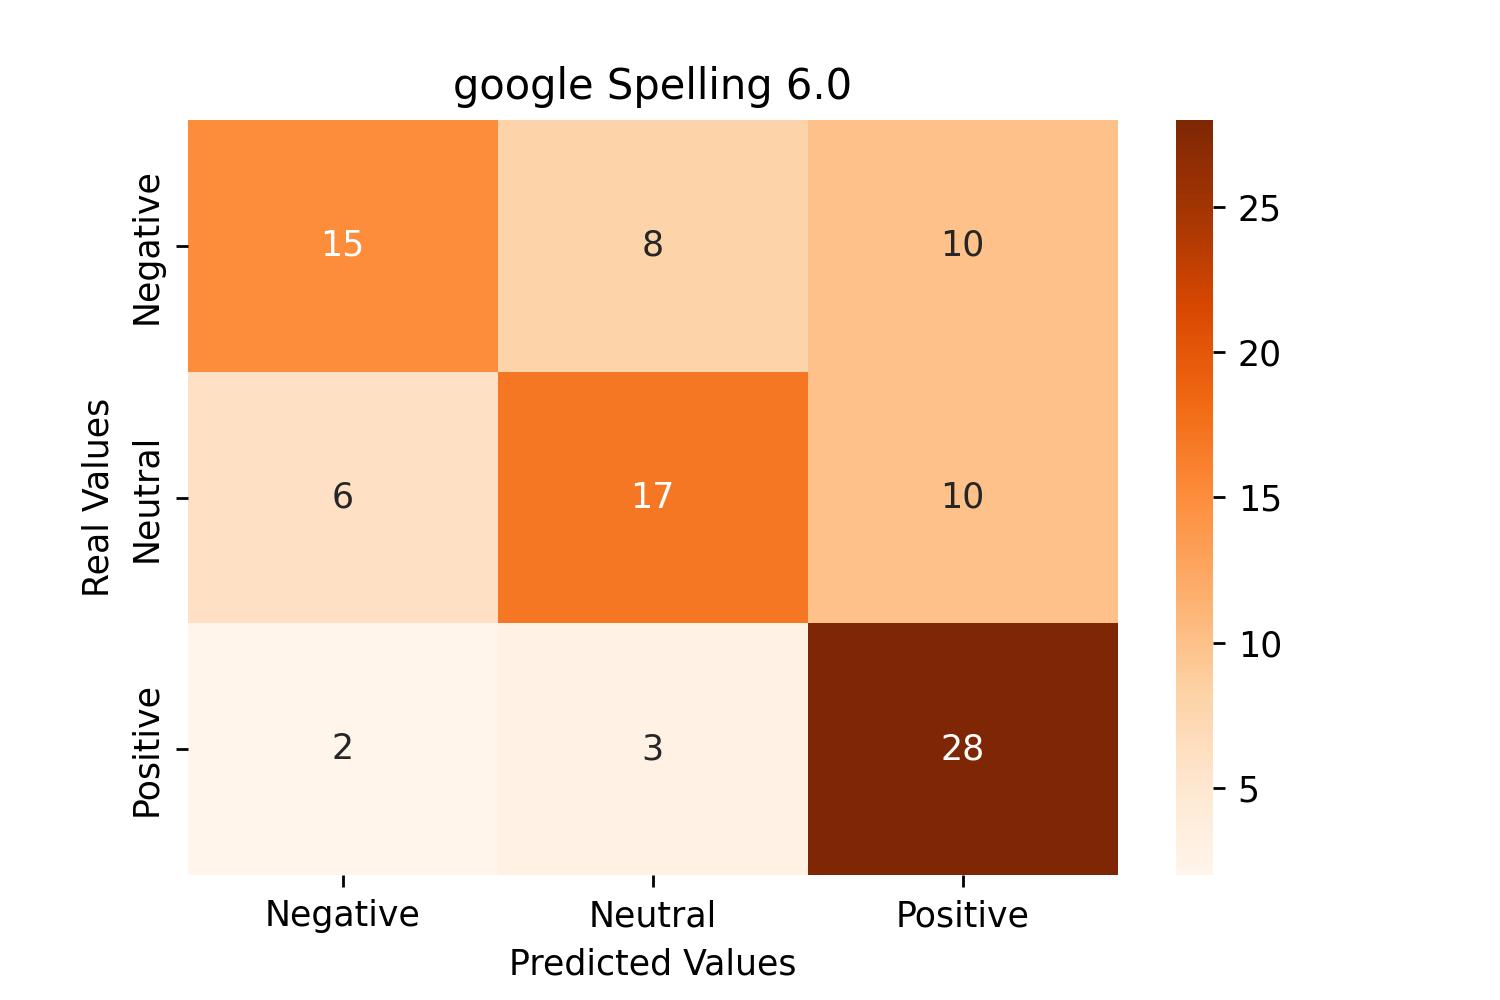 google Spelling 6.0
Real Values
Negative
15 8 10
Neutral
6 17 10
Positive
2 3 28
Negative Neutral Positive
Predicted Values
25
20
15
10
5